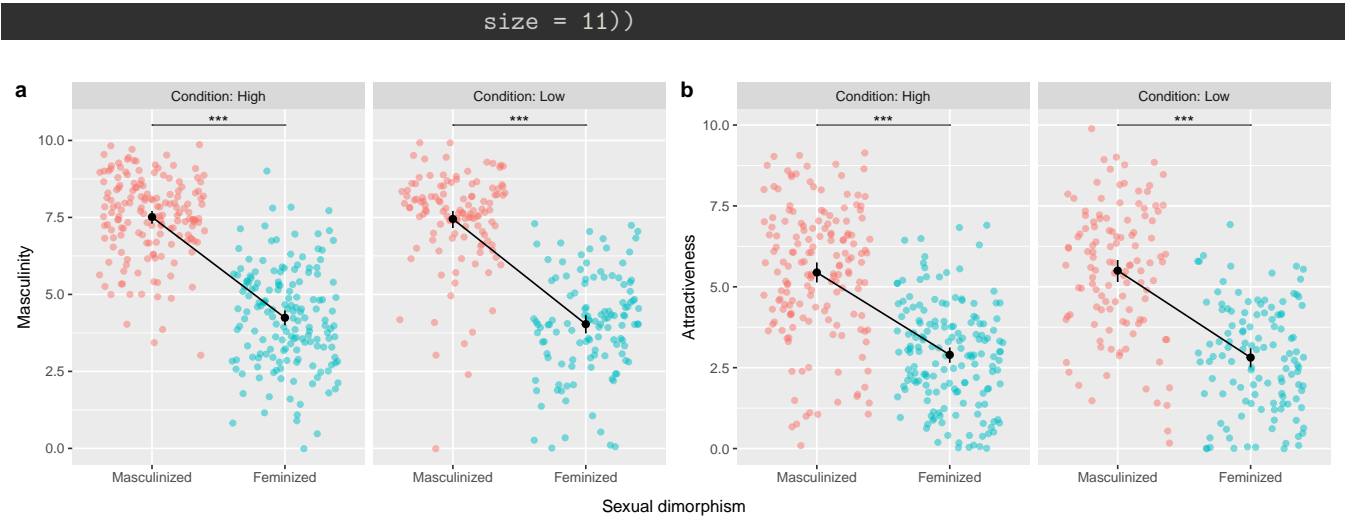 size = 11))
a
b
Condition: High
Condition: Low
Condition: High
Condition: Low
***
***
***
***
Masculinity
10.0
7.5
5.0
2.5
0.0
Attractiveness
10.0
7.5
5.0
2.5
0.0
Masculinized
Feminized
Masculinized
Feminized
Masculinized
Feminized
Masculinized
Feminized
Sexual dimorphism